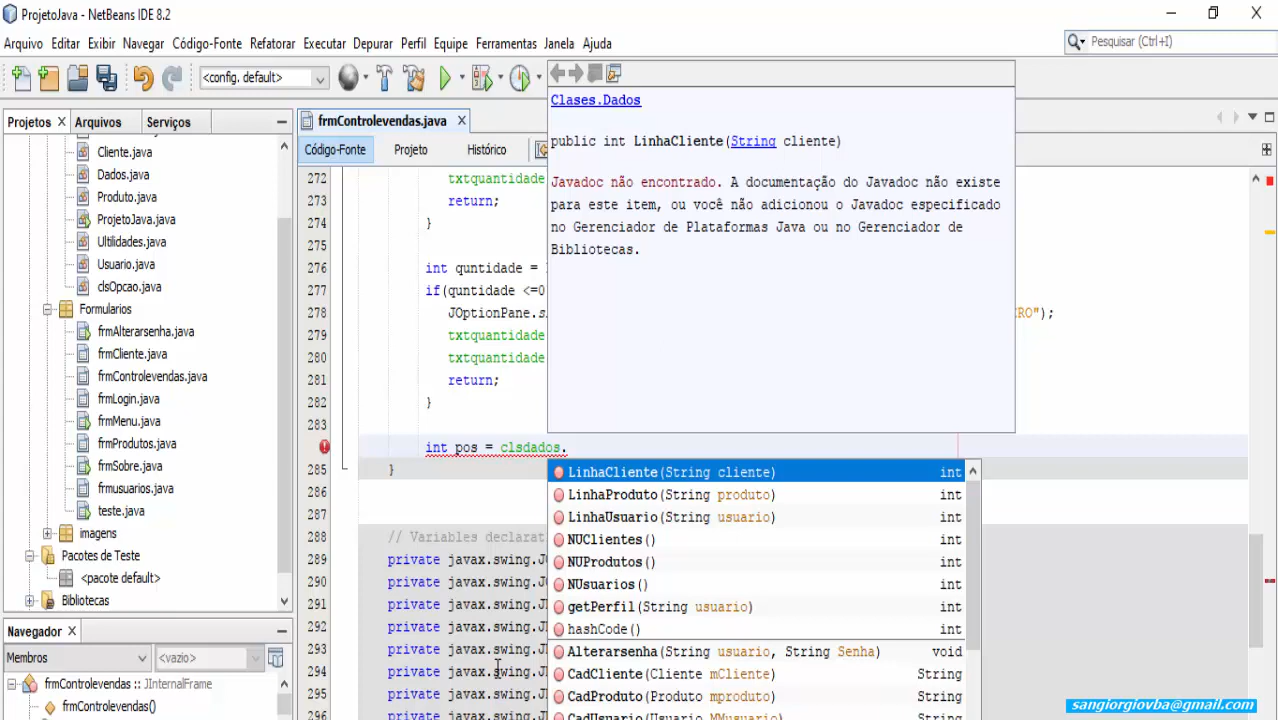 ProjetoJava - NetBeans IDE 8.2
Arquivo Editar Exibir Navegar Código-Fonte Refatorar Executar Depurar Perfil Equipe Ferramentas Janela Ajuda
Pesquisar (Ctrl+I)
<config. default>
Projetos Arquivos Serviços
Cliente.java
Dados.java
Produto.java
ProjetoJava.java
Ultilidades.java
Usuario.java
clsOpcao.java
Formularios
frmAlterarsenha.java
frmCliente.java
frmControlevendas.java
frmLogin.java
frmMenu.java
frmProdutos.java
frmSobre.java
frmusuarios.java
teste.java
imagens
Pacotes de Teste
<pacote default>
Bibliotecas
Navegador
Membros <vazio>
frmControlevendas :: JInternalFrame
frmControlevendas()
frmControlevendas.java
Código-Fonte Projeto Histórico
272 txtquantidade
273 return;
274 }
275
276 int quntidade =
277 if(quntidade <=0
278 JOptionPane.s RO");
279 txtquantidade
280 txtquantidade
281 return;
282 }
283
int pos = clsdados.
285 }
286
287
288 // Variables declarat
289 private javax.swing.J
290 private javax.swing.J
291 private javax.swing.J
292 private javax.swing.J
293 private javax.swing.J
294 private javax.swing.J
295 private javax.swing.J
296 private javax.swing.J
Clases.Dados
public int LinhaCliente(String cliente)
Javadoc não encontrado. A documentação do Javadoc não existe
para este item, ou você não adicionou o Javadoc especificado
no Gerenciador de Plataformas Java ou no Gerenciador de
Bibliotecas.
LinhaCliente(String cliente) int
LinhaProduto(String produto) int
LinhaUsuario(String usuario) int
NUClientes() int
NUProdutos() int
NUsuarios() int
getPerfil(String usuario) int
hashCode() int
Alterarsenha(String usuario, String Senha) void
CadCliente(Cliente mCliente) String
CadProduto(Produto mproduto) String
CadUsuario(Usuario MMusuario) String
sangiorgiovba@gmail.com